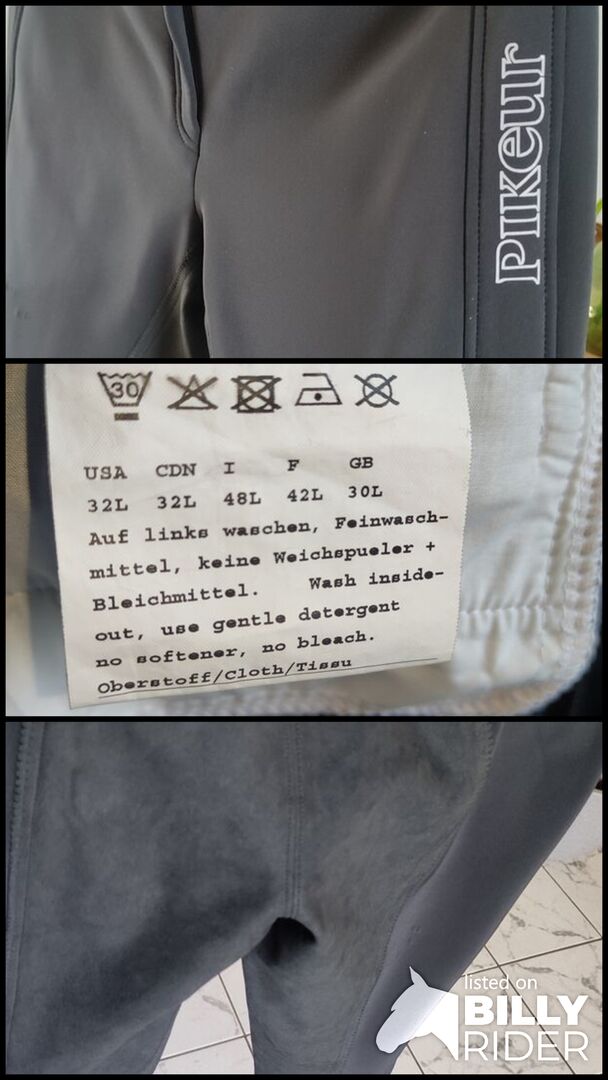 PIKEUR
30
USA CDN I F GB
32L 32L 48L 42L 30L
Auf links waschen, Feinwasch-
mittel, keine Weichspueler +
Bleichmittel. Wash inside-
out, use gentle detergent
no softener, no bleach.
Oberstoff/Cloth/Tissu
listed on
BILLY
RIDER